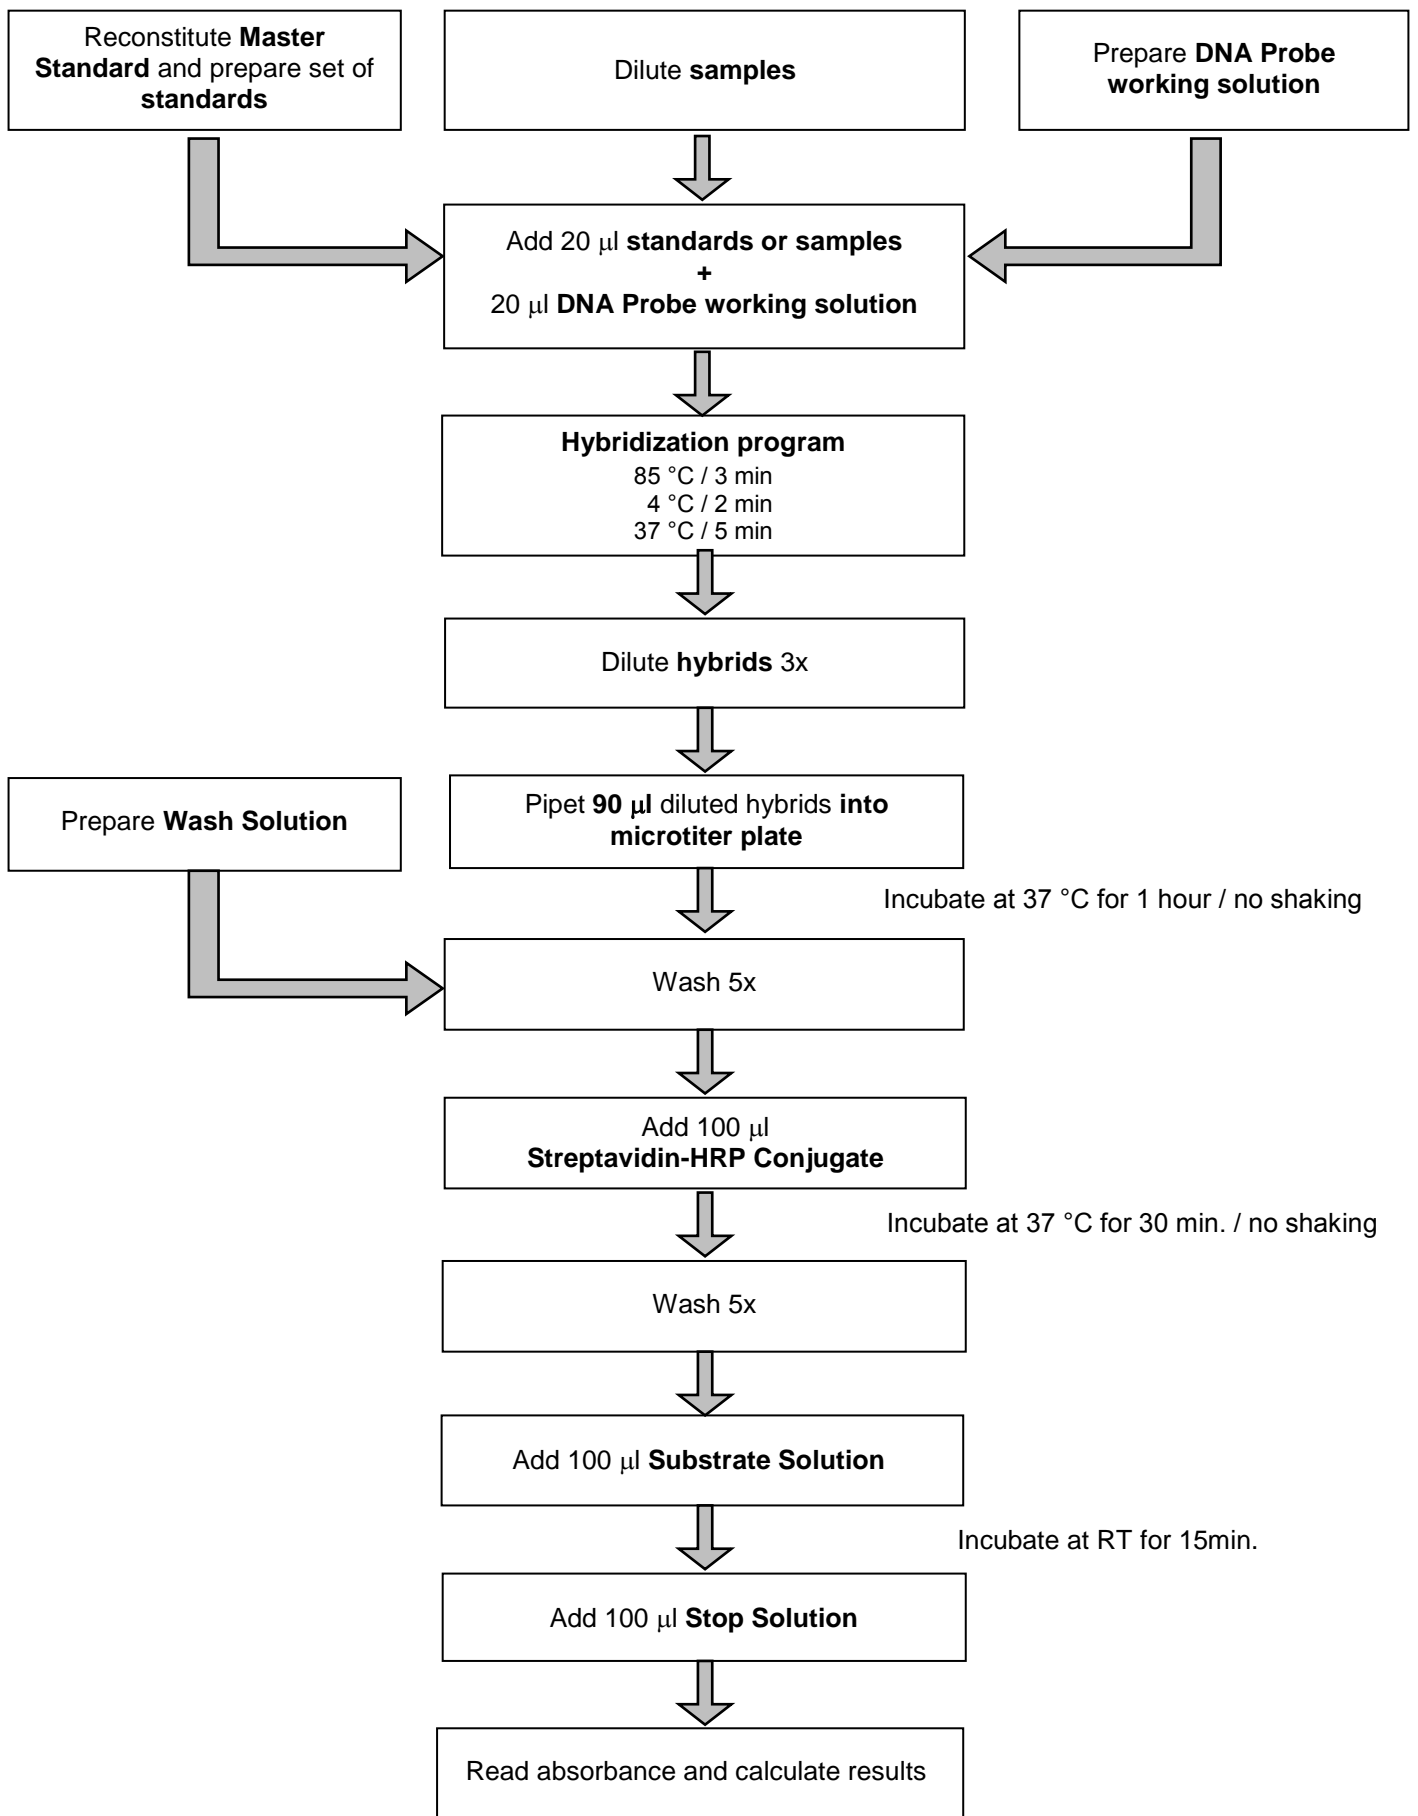 Reconstitute Master
Standard and prepare set of
standards
Dilute samples
Prepare DNA Probe
working solution
Add 20 μl standards or samples
+
20 μl DNA Probe working solution
Hybridization program
85 °C / 3 min
4 °C / 2 min
37 °C / 5 min
Dilute hybrids 3x
Pipet 90 μl diluted hybrids into
microtiter plate
Prepare Wash Solution
Incubate at 37 °C for 1 hour / no shaking
Wash 5x
Add 100 μl
Streptavidin-HRP Conjugate
Incubate at 37 °C for 30 min. / no shaking
Wash 5x
Add 100 μl Substrate Solution
Incubate at RT for 15min.
Add 100 μl Stop Solution
Read absorbance and calculate results